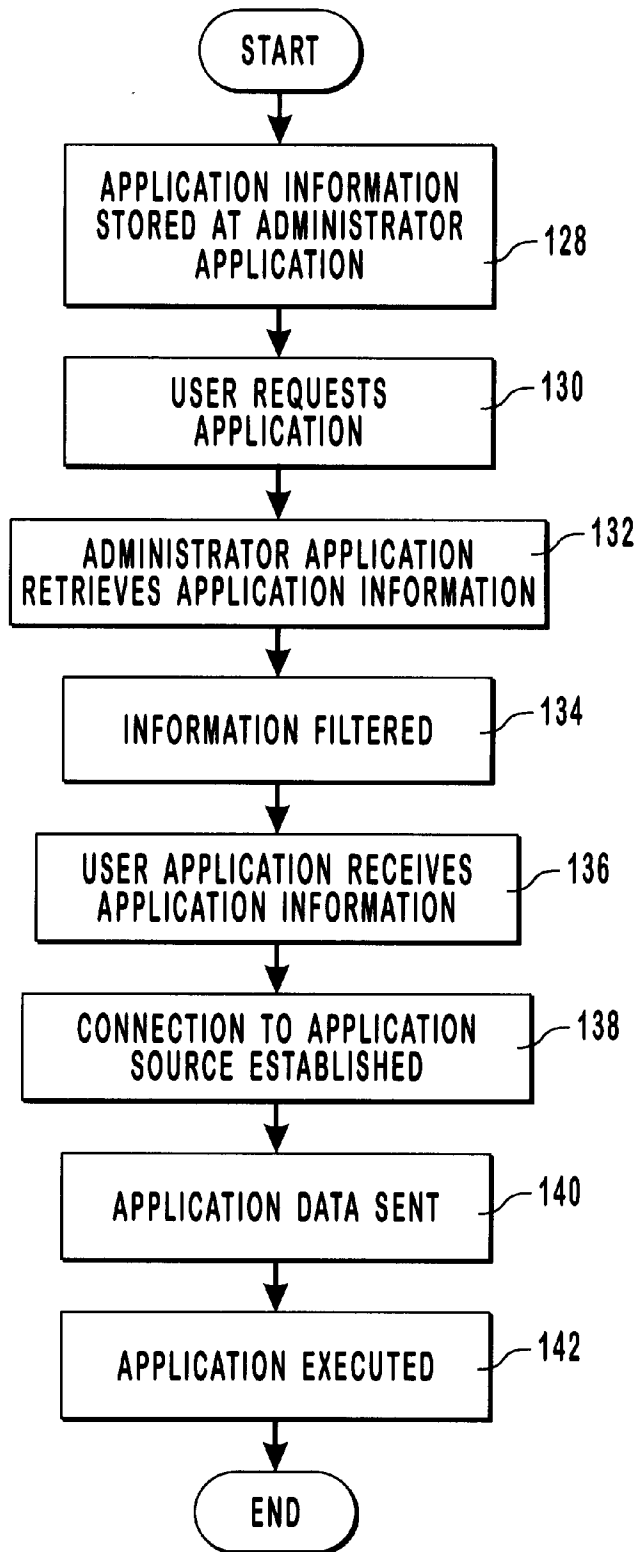 START
APPLICATION INFORMATION
STORED AT ADMINISTRATOR
APPLICATION
128
USER REQUESTS
APPLICATION
130
ADMINISTRATOR APPLICATION
RETRIEVES APPLICATION INFORMATION
132
INFORMATION FILTERED
134
USER APPLICATION RECEIVES
APPLICATION INFORMATION
136
CONNECTION TO APPLICATION
SOURCE ESTABLISHED
138
APPLICATION DATA SENT
140
APPLICATION EXECUTED
142
END